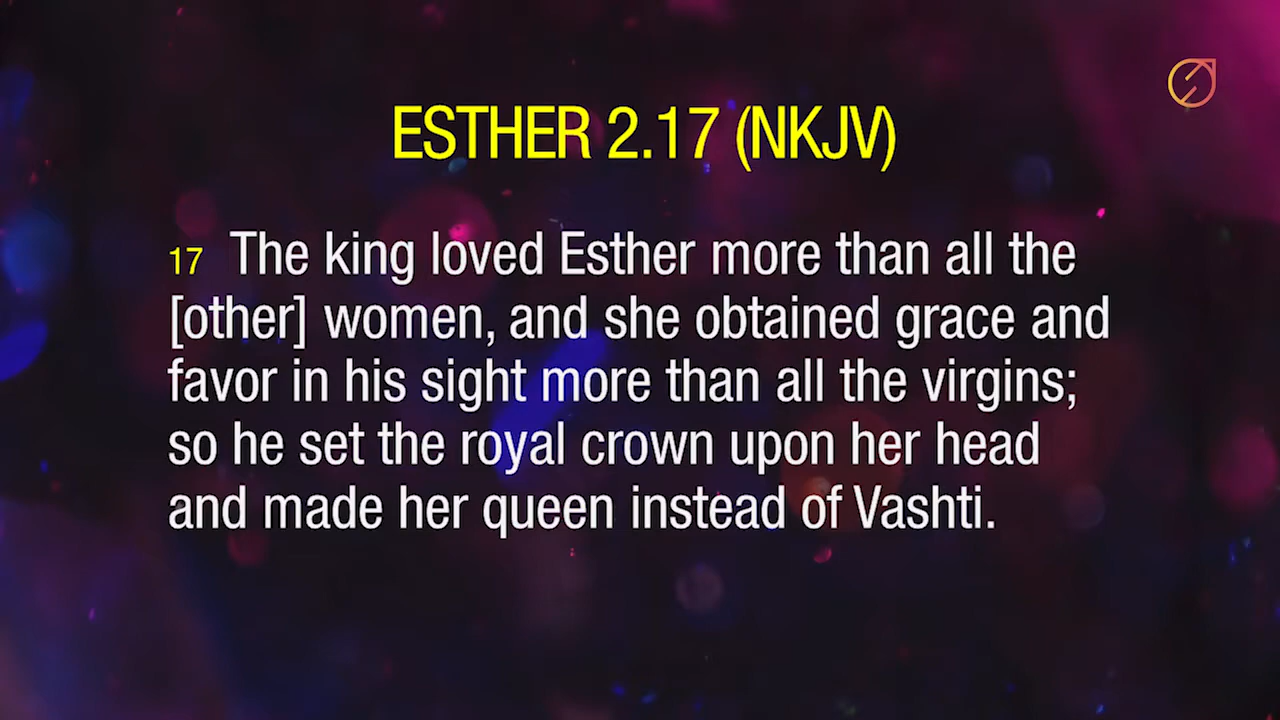 ESTHER 2.17 (NKJV)
17 The king loved Esther more than all the
[other] women, and she obtained grace and
favor in his sight more than all the virgins;
so he set the royal crown upon her head
and made her queen instead of Vashti.